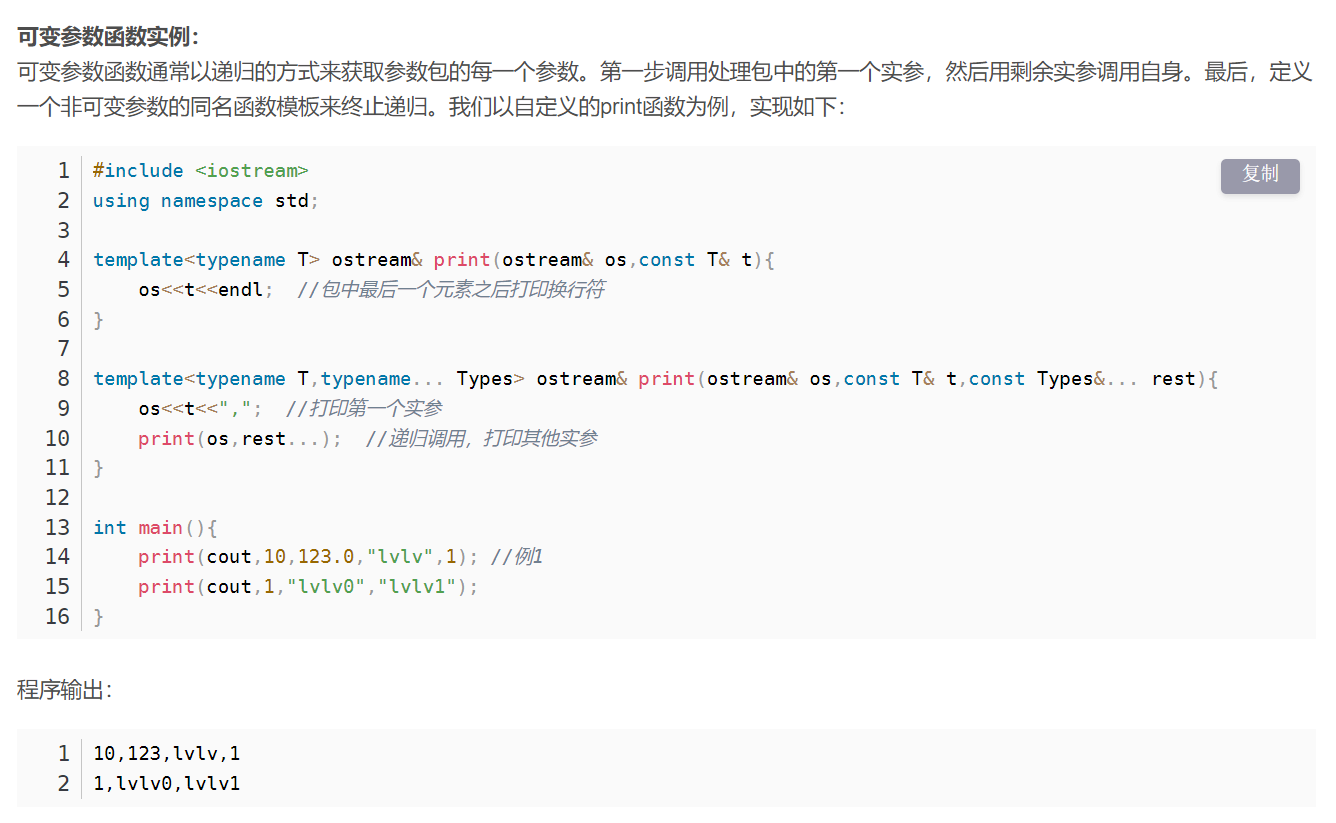 可变参数函数实例：
可变参数函数通常以递归的方式来获取参数包的每一个参数。第一步调用处理包中的第一个实参，然后用剩余实参调用自身。最后，定义
一个非可变参数的同名函数模板来终止递归。我们以自定义的print函数为例，实现如下：
复制
1 #include <iostream>
2 using namespace std;
3
4 template<typename T> ostream& print(ostream& os,const T& t){
5     os<<t<<endl;  //包中最后一个元素之后打印换行符
6 }
7
8 template<typename T,typename... Types> ostream& print(ostream& os,const T& t,const Types&... rest){
9     os<<t<<",";  //打印第一个实参
10     print(os,rest...);  //递归调用，打印其他实参
11 }
12
13 int main(){
14     print(cout,10,123.0,"lvlv",1); //例1
15     print(cout,1,"lvlv0","lvlv1");
16 }
程序输出：
1 10,123,lvlv,1
2 1,lvlv0,lvlv1